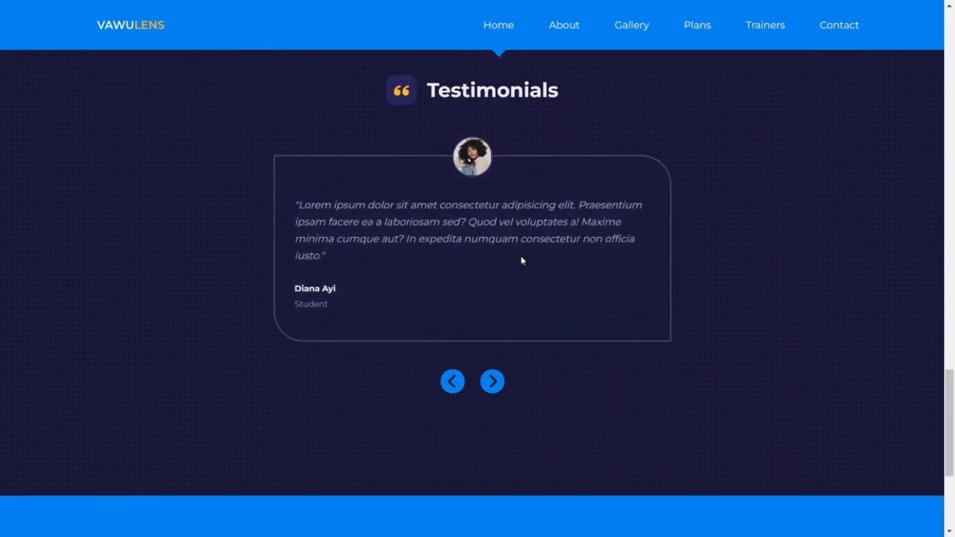 VAWULENS
Home About Gallery Plans Trainers Contact
Testimonials
"Lorem ipsum dolor sit amet consectetur adipisicing elit. Praesentium
ipsam facere ea a laboriosam sed? Quod vel voluptates a! Maxime
minima cumque aut? In expedita numquam consectetur non officia
iusto."
Diana Ayi
Student